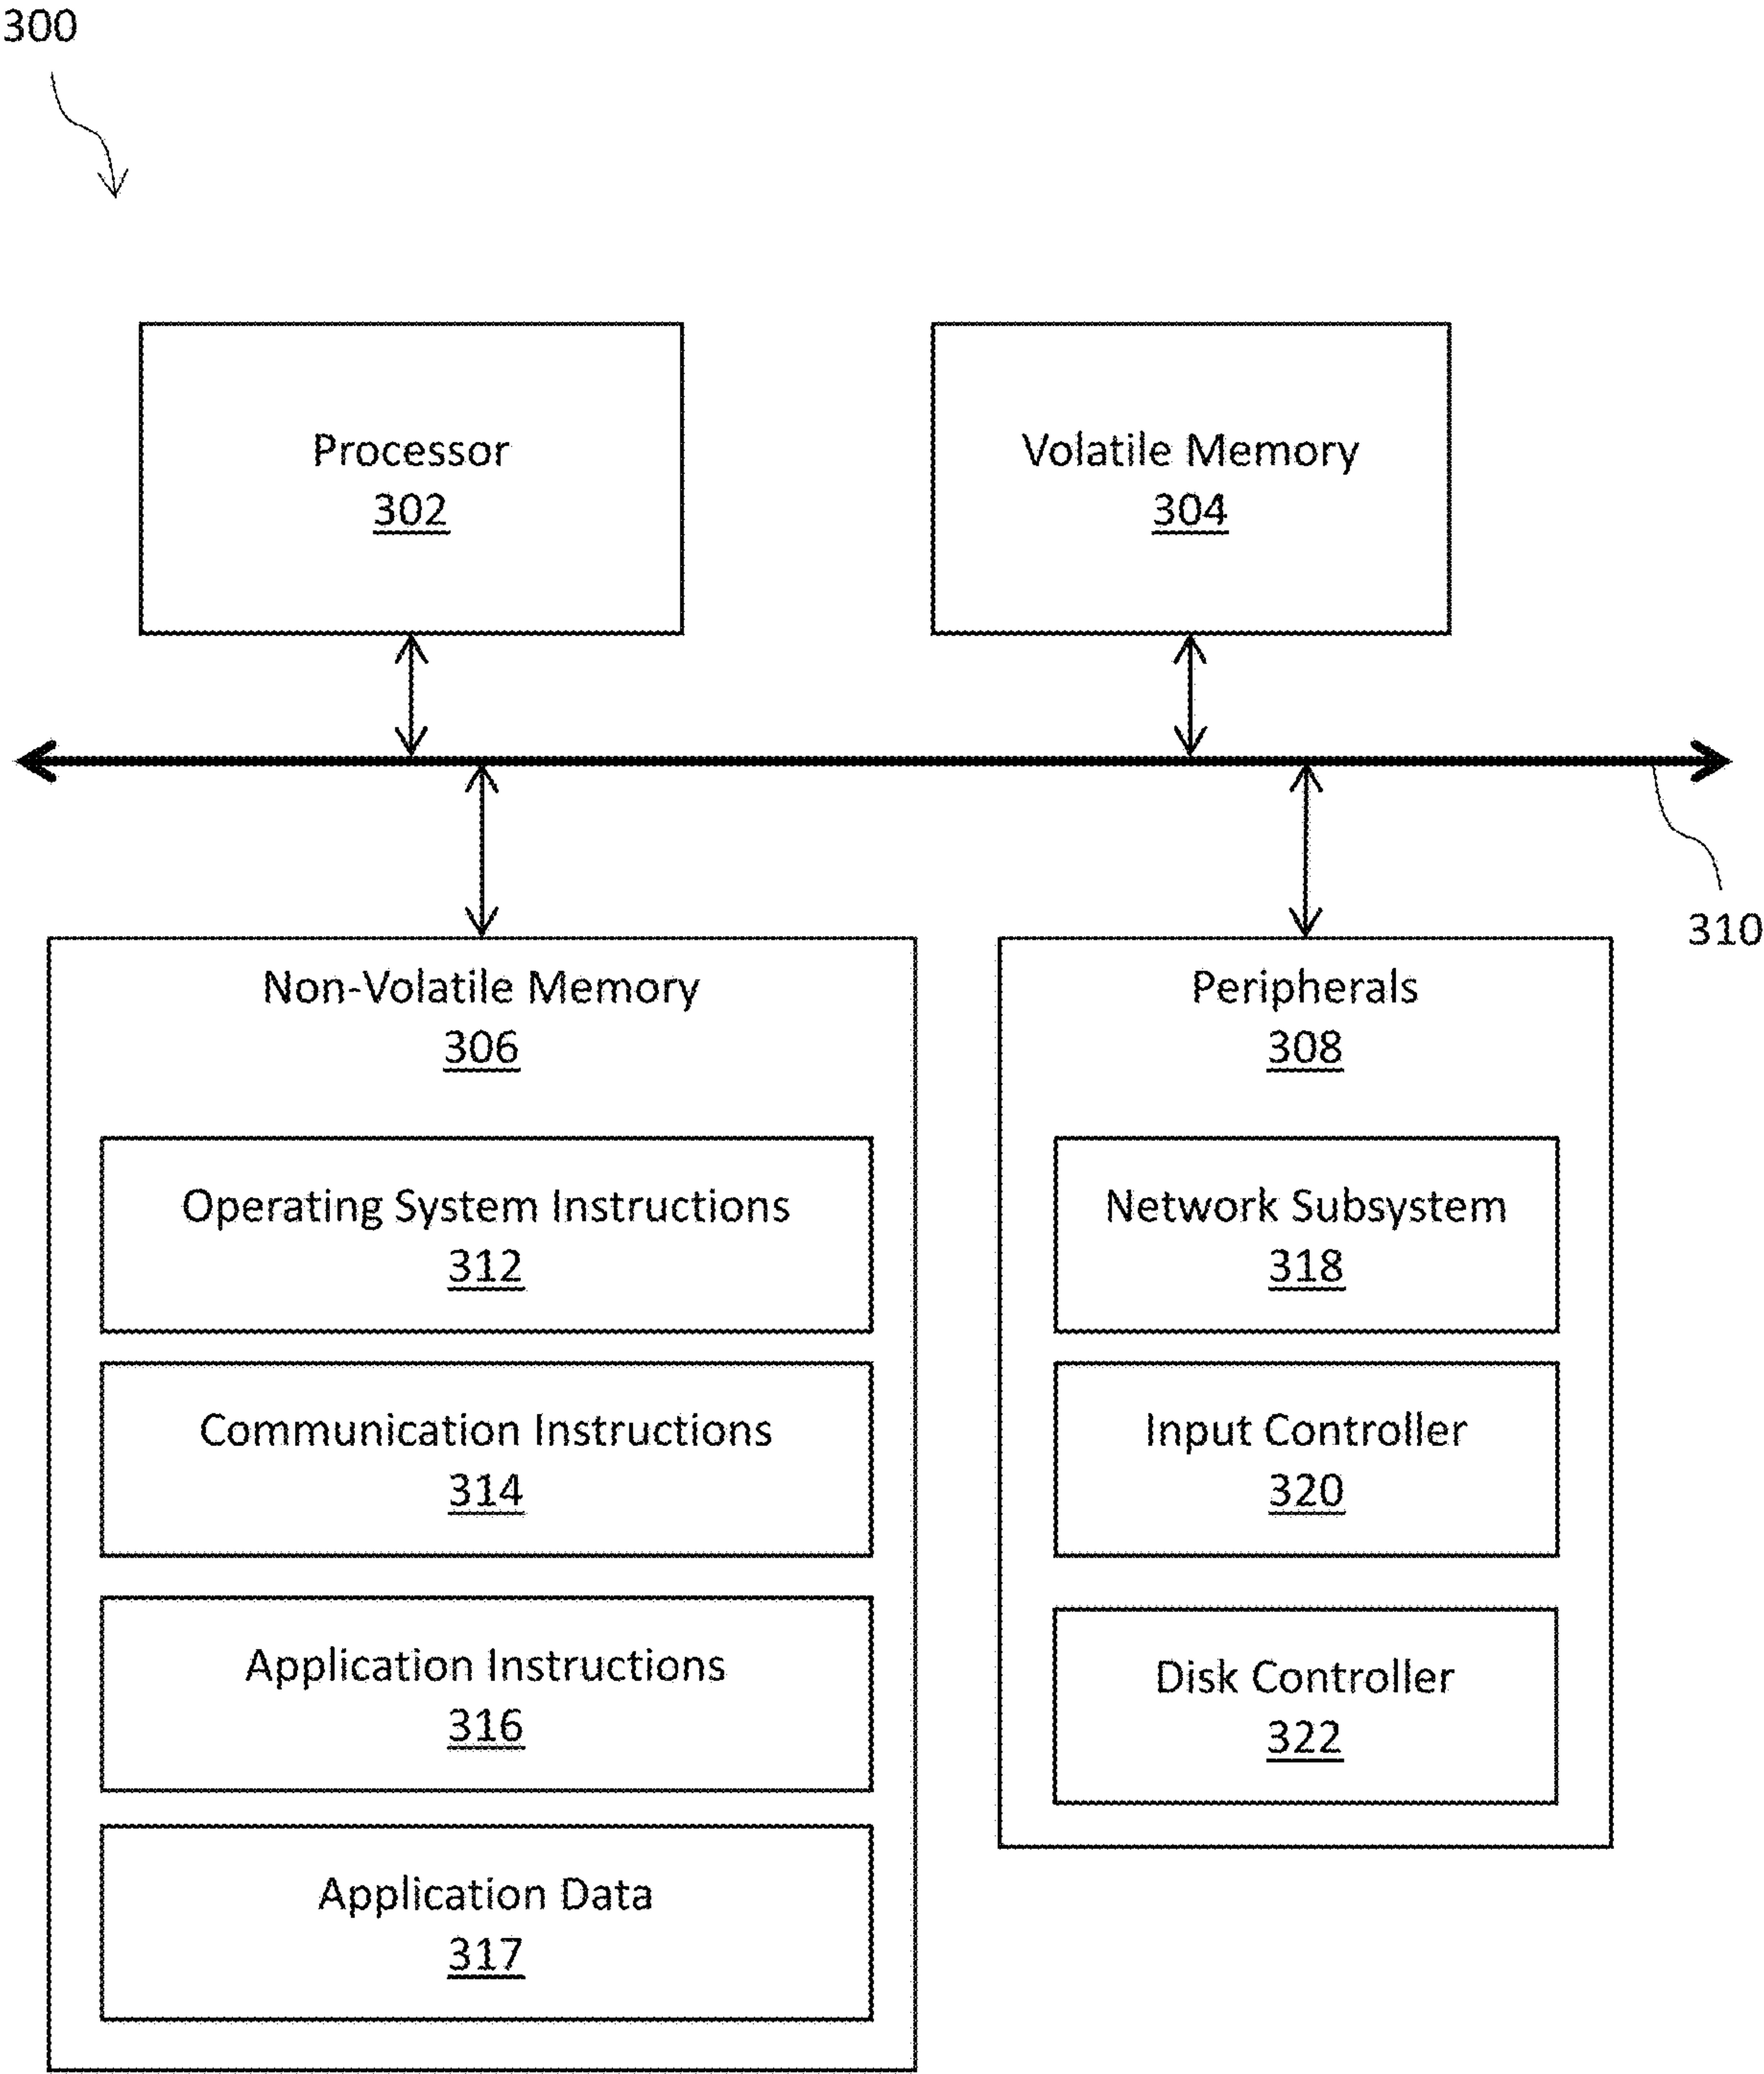 300
Processor
302
Volatile Memory
304
310
Non-Volatile Memory
306
Operating System Instructions
312
Communication Instructions
314
Application Instructions
316
Application Data
317
Peripherals
308
Network Subsystem
318
Input Controller
320
Disk Controller
322